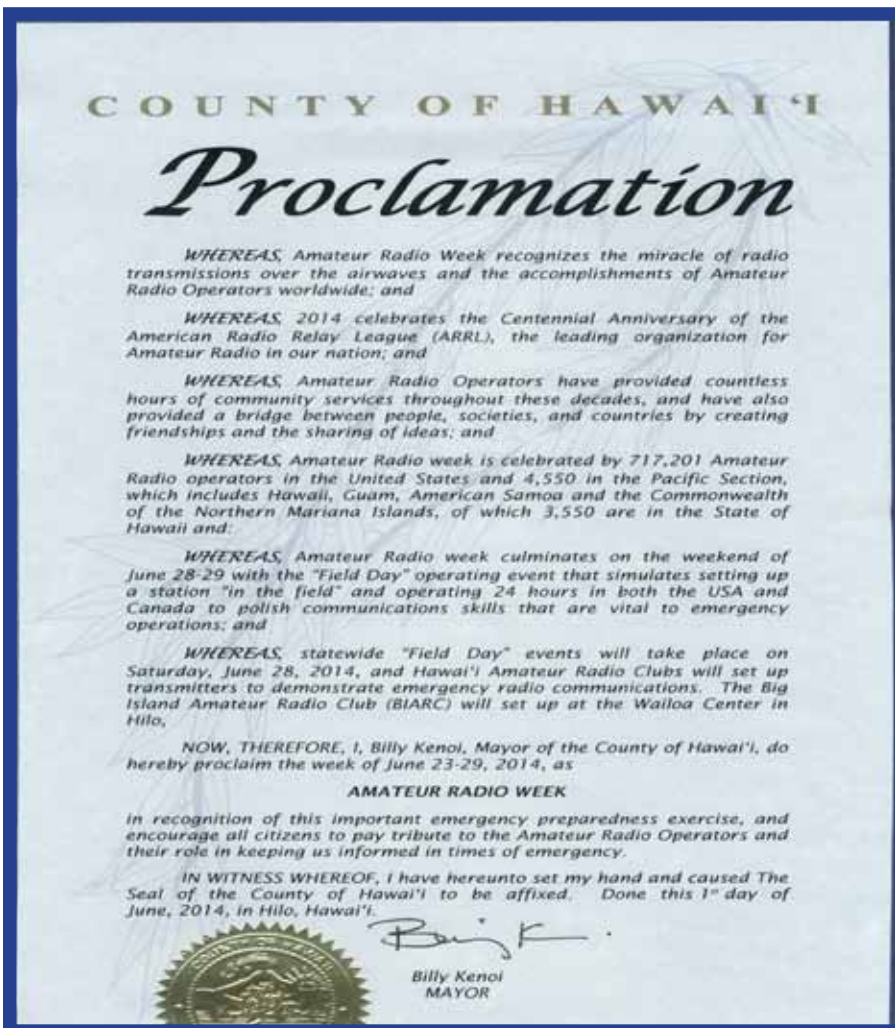 COUNTY OF HAWAI‘I
Proclamation
WHEREAS, Amateur Radio Week recognizes the miracle of radio
transmissions over the airwaves and the accomplishments of Amateur
Radio Operators worldwide; and
WHEREAS, 2014 celebrates the Centennial Anniversary of the
American Radio Relay League (ARRL), the leading organization for
Amateur Radio in our nation; and
WHEREAS, Amateur Radio Operators have provided countless
hours of community services throughout these decades, and have also
provided a bridge between people, societies, and countries by creating
friendships and the sharing of ideas; and
WHEREAS, Amateur Radio week is celebrated by 717,201 Amateur
Radio operators in the United States and 4,550 in the Pacific Section,
which includes Hawaii, Guam, American Samoa and the Commonwealth
of the Northern Mariana Islands, of which 3,550 are in the State of
Hawaii and;
WHEREAS, Amateur Radio week culminates on the weekend of
June 28-29 with the "Field Day" operating event that simulates setting up
a station "in the field" and operating 24 hours in both the USA and
Canada to polish communications skills that are vital to emergency
operations; and
WHEREAS, statewide "Field Day" events will take place on
Saturday, June 28, 2014, and Hawai‘i Amateur Radio Clubs will set up
transmitters to demonstrate emergency radio communications. The Big
Island Amateur Radio Club (BIARC) will set up at the Wailoa Center in
Hilo,
NOW, THEREFORE, I, Billy Kenoi, Mayor of the County of Hawai‘i, do
hereby proclaim the week of June 23-29, 2014, as
AMATEUR RADIO WEEK
in recognition of this important emergency preparedness exercise, and
encourage all citizens to pay tribute to the Amateur Radio Operators and
their role in keeping us informed in times of emergency.
IN WITNESS WHEREOF, I have hereunto set my hand and caused The
Seal of the County of Hawai‘i to be affixed. Done this 1st day of
June, 2014, in Hilo, Hawai‘i.
Billy Kenoi
MAYOR